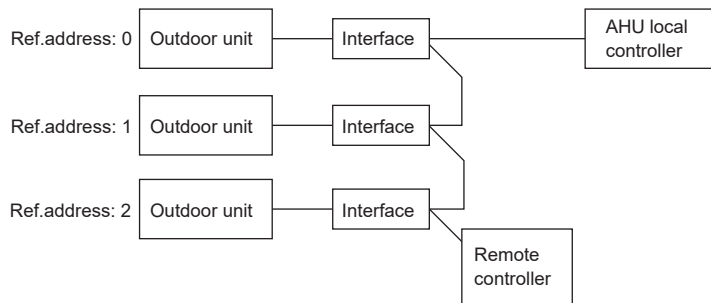 Ref.address: 0
Outdoor unit
Interface
AHU local
controller
Ref.address: 1
Outdoor unit
Interface
Ref.address: 2
Outdoor unit
Interface
Remote
controller